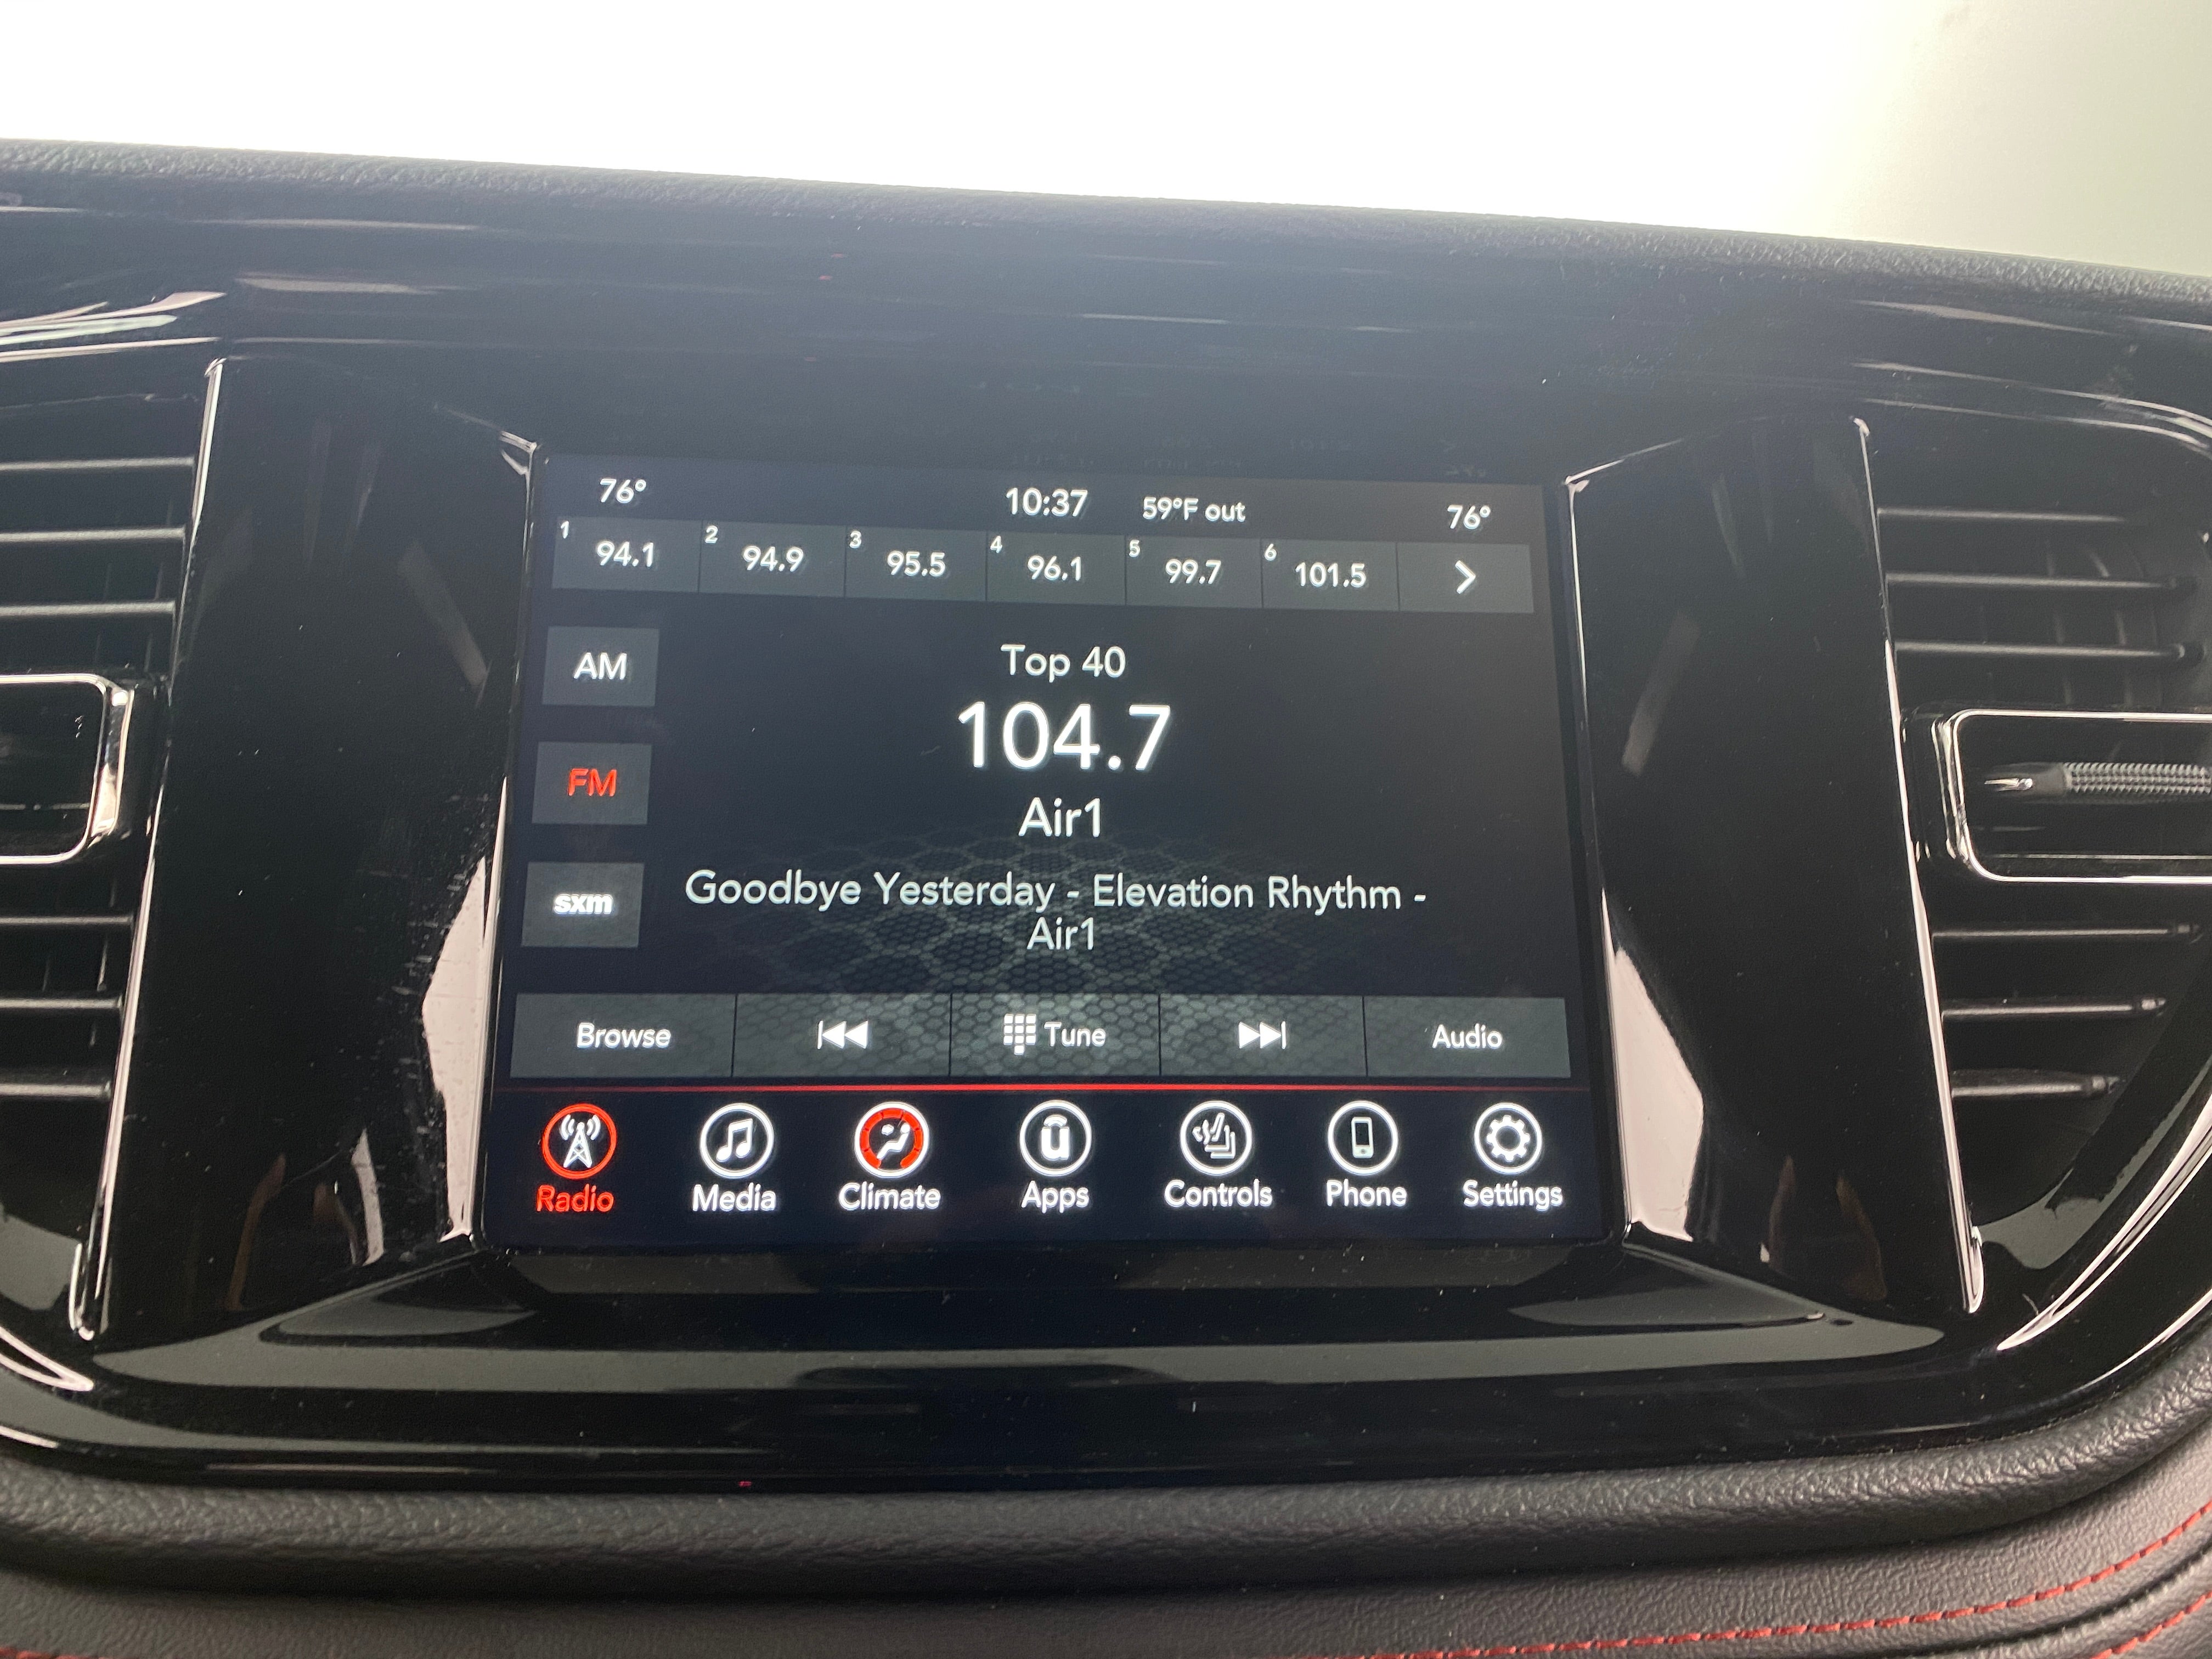 76° 10:37 59°F out 76°
1 94.1 2 94.9 3 95.5 4 96.1 5 99.7 6 101.5
AM
Top 40
104.7
FM
Air1
sxm
Goodbye Yesterday - Elevation Rhythm -
Air1
Browse Tune Audio
Radio Media Climate Apps Controls Phone Settings